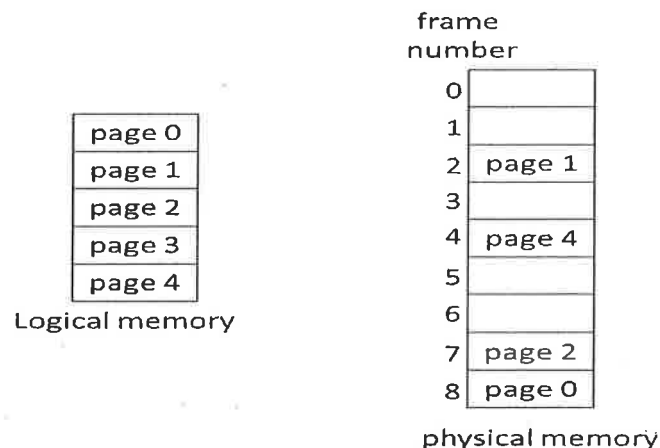 page 0
page 1
page 2
page 3
page 4
Logical memory
frame
number
0
1
2 page 1
3
4 page 4
5
6
7 page 2
8 page 0
physical memory